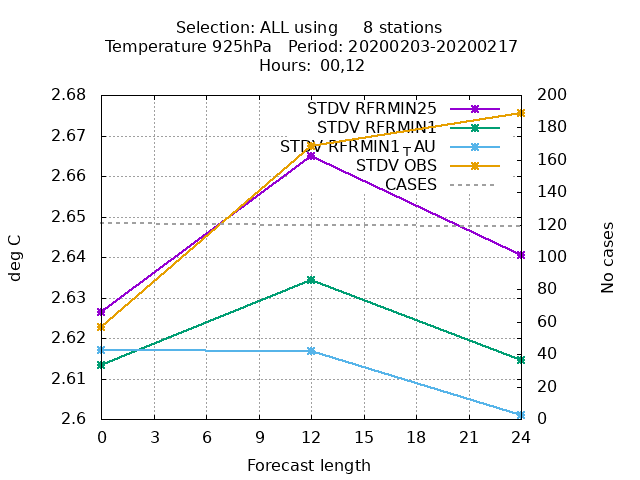 Selection: ALL using     8 stations
Temperature 925hPa   Period: 20200203-20200217
Hours: 00,12
2.68
2.67
2.66
2.65
2.64
2.63
2.62
2.61
2.6
deg C
STDV RFRMIN25
STDV RFRMIN1
STDV RFRMIN1_AU
STDV OBS
CASES
200
180
160
140
120
100
80
60
40
20
0
No cases
0 3 6 9 12 15 18 21 24
Forecast length